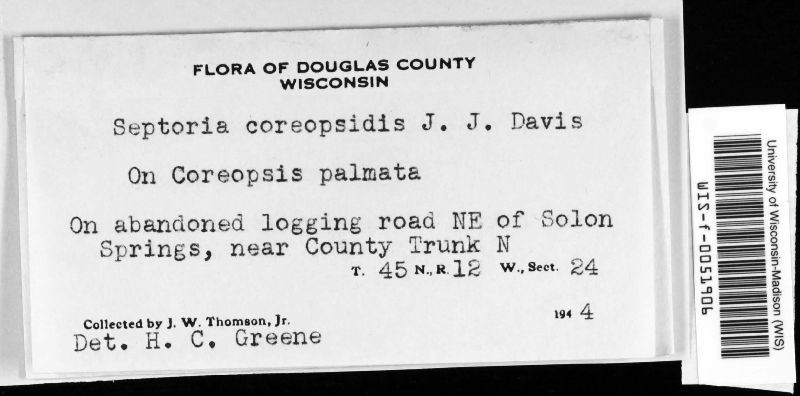 FLORA OF DOUGLAS COUNTY
WISCONSIN
Septoria coreopsidis J. J. Davis
On Coreopsis palmata
On abandoned logging road NE of Solon
Springs, near County Trunk N
T. 45 N., R. 12 W., Sect. 24
194 4
Collected by J. W. Thomson, Jr.
Det. H. C. Greene
University of Wisconsin-Madison (WIS)
WIS-f-0051906